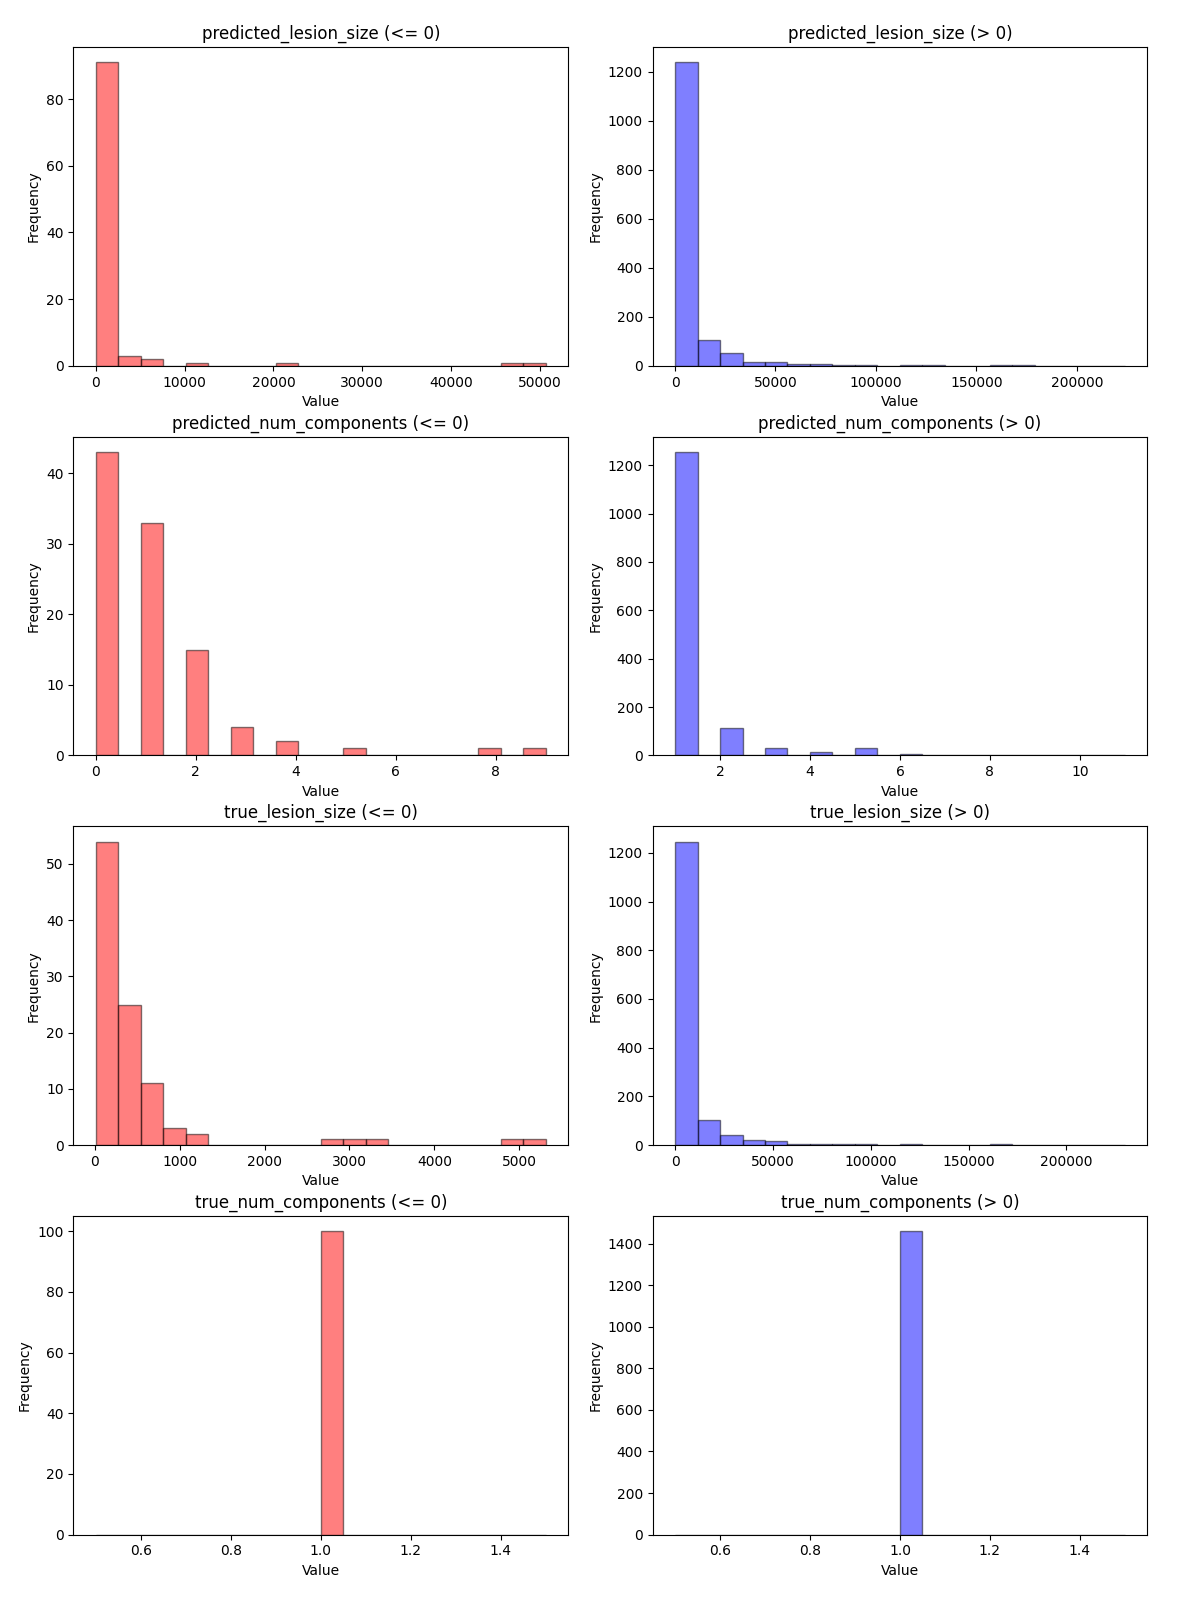 predicted_lesion_size (<= 0)
predicted_lesion_size (> 0)
Frequency
80
60
40
20
0
0 10000 20000 30000 40000 50000
Value
Frequency
1200
1000
800
600
400
200
0
0 50000 100000 150000 200000
Value
predicted_num_components (<= 0)
predicted_num_components (> 0)
Frequency
40
30
20
10
0
0 2 4 6 8
Value
Frequency
1200
1000
800
600
400
200
0
2 4 6 8 10
Value
true_lesion_size (<= 0)
true_lesion_size (> 0)
Frequency
50
40
30
20
10
0
0 1000 2000 3000 4000 5000
Value
Frequency
1200
1000
800
600
400
200
0
0 50000 100000 150000 200000
Value
true_num_components (<= 0)
true_num_components (> 0)
Frequency
100
80
60
40
20
0
0.6 0.8 1.0 1.2 1.4
Value
Frequency
1400
1200
1000
800
600
400
200
0
0.6 0.8 1.0 1.2 1.4
Value